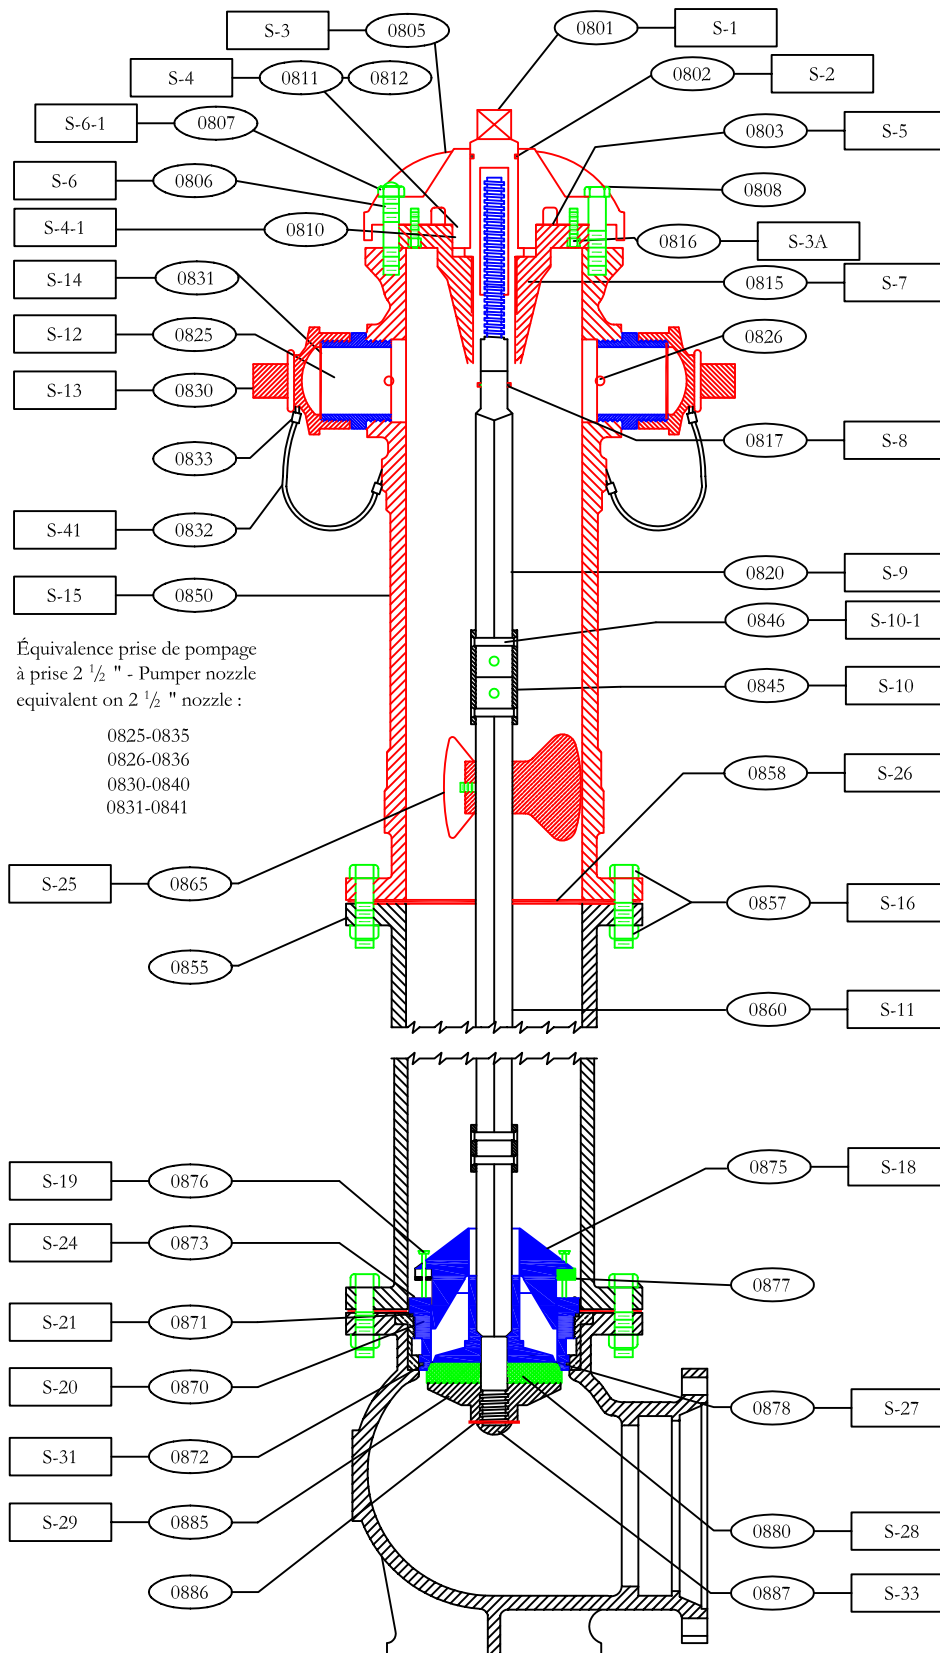 S-3 0805 0801 S-1
S-4 0811 0812 0802 S-2
S-6-1 0807 0803 S-5
S-6 0806 0808
S-4-1 0810 0816 S-3A
S-14 0831 0815 S-7
S-12 0825 0826
S-13 0830
0833 0817 S-8
S-41 0832
0820 S-9
S-15 0850
0846 S-10-1
Équivalence prise de pompage
à prise 2 ½ " - Pumper nozzle
equivalent on 2 ½ " nozzle :
0845 S-10
0825-0835
0826-0836
0830-0840
0831-0841
0858 S-26
S-25 0865
0857 S-16
0855
0860 S-11
S-19 0876 0875 S-18
S-24 0873
0877
S-21 0871
S-20 0870
0878 S-27
S-31 0872
S-29 0885
0880 S-28
0886 0887 S-33